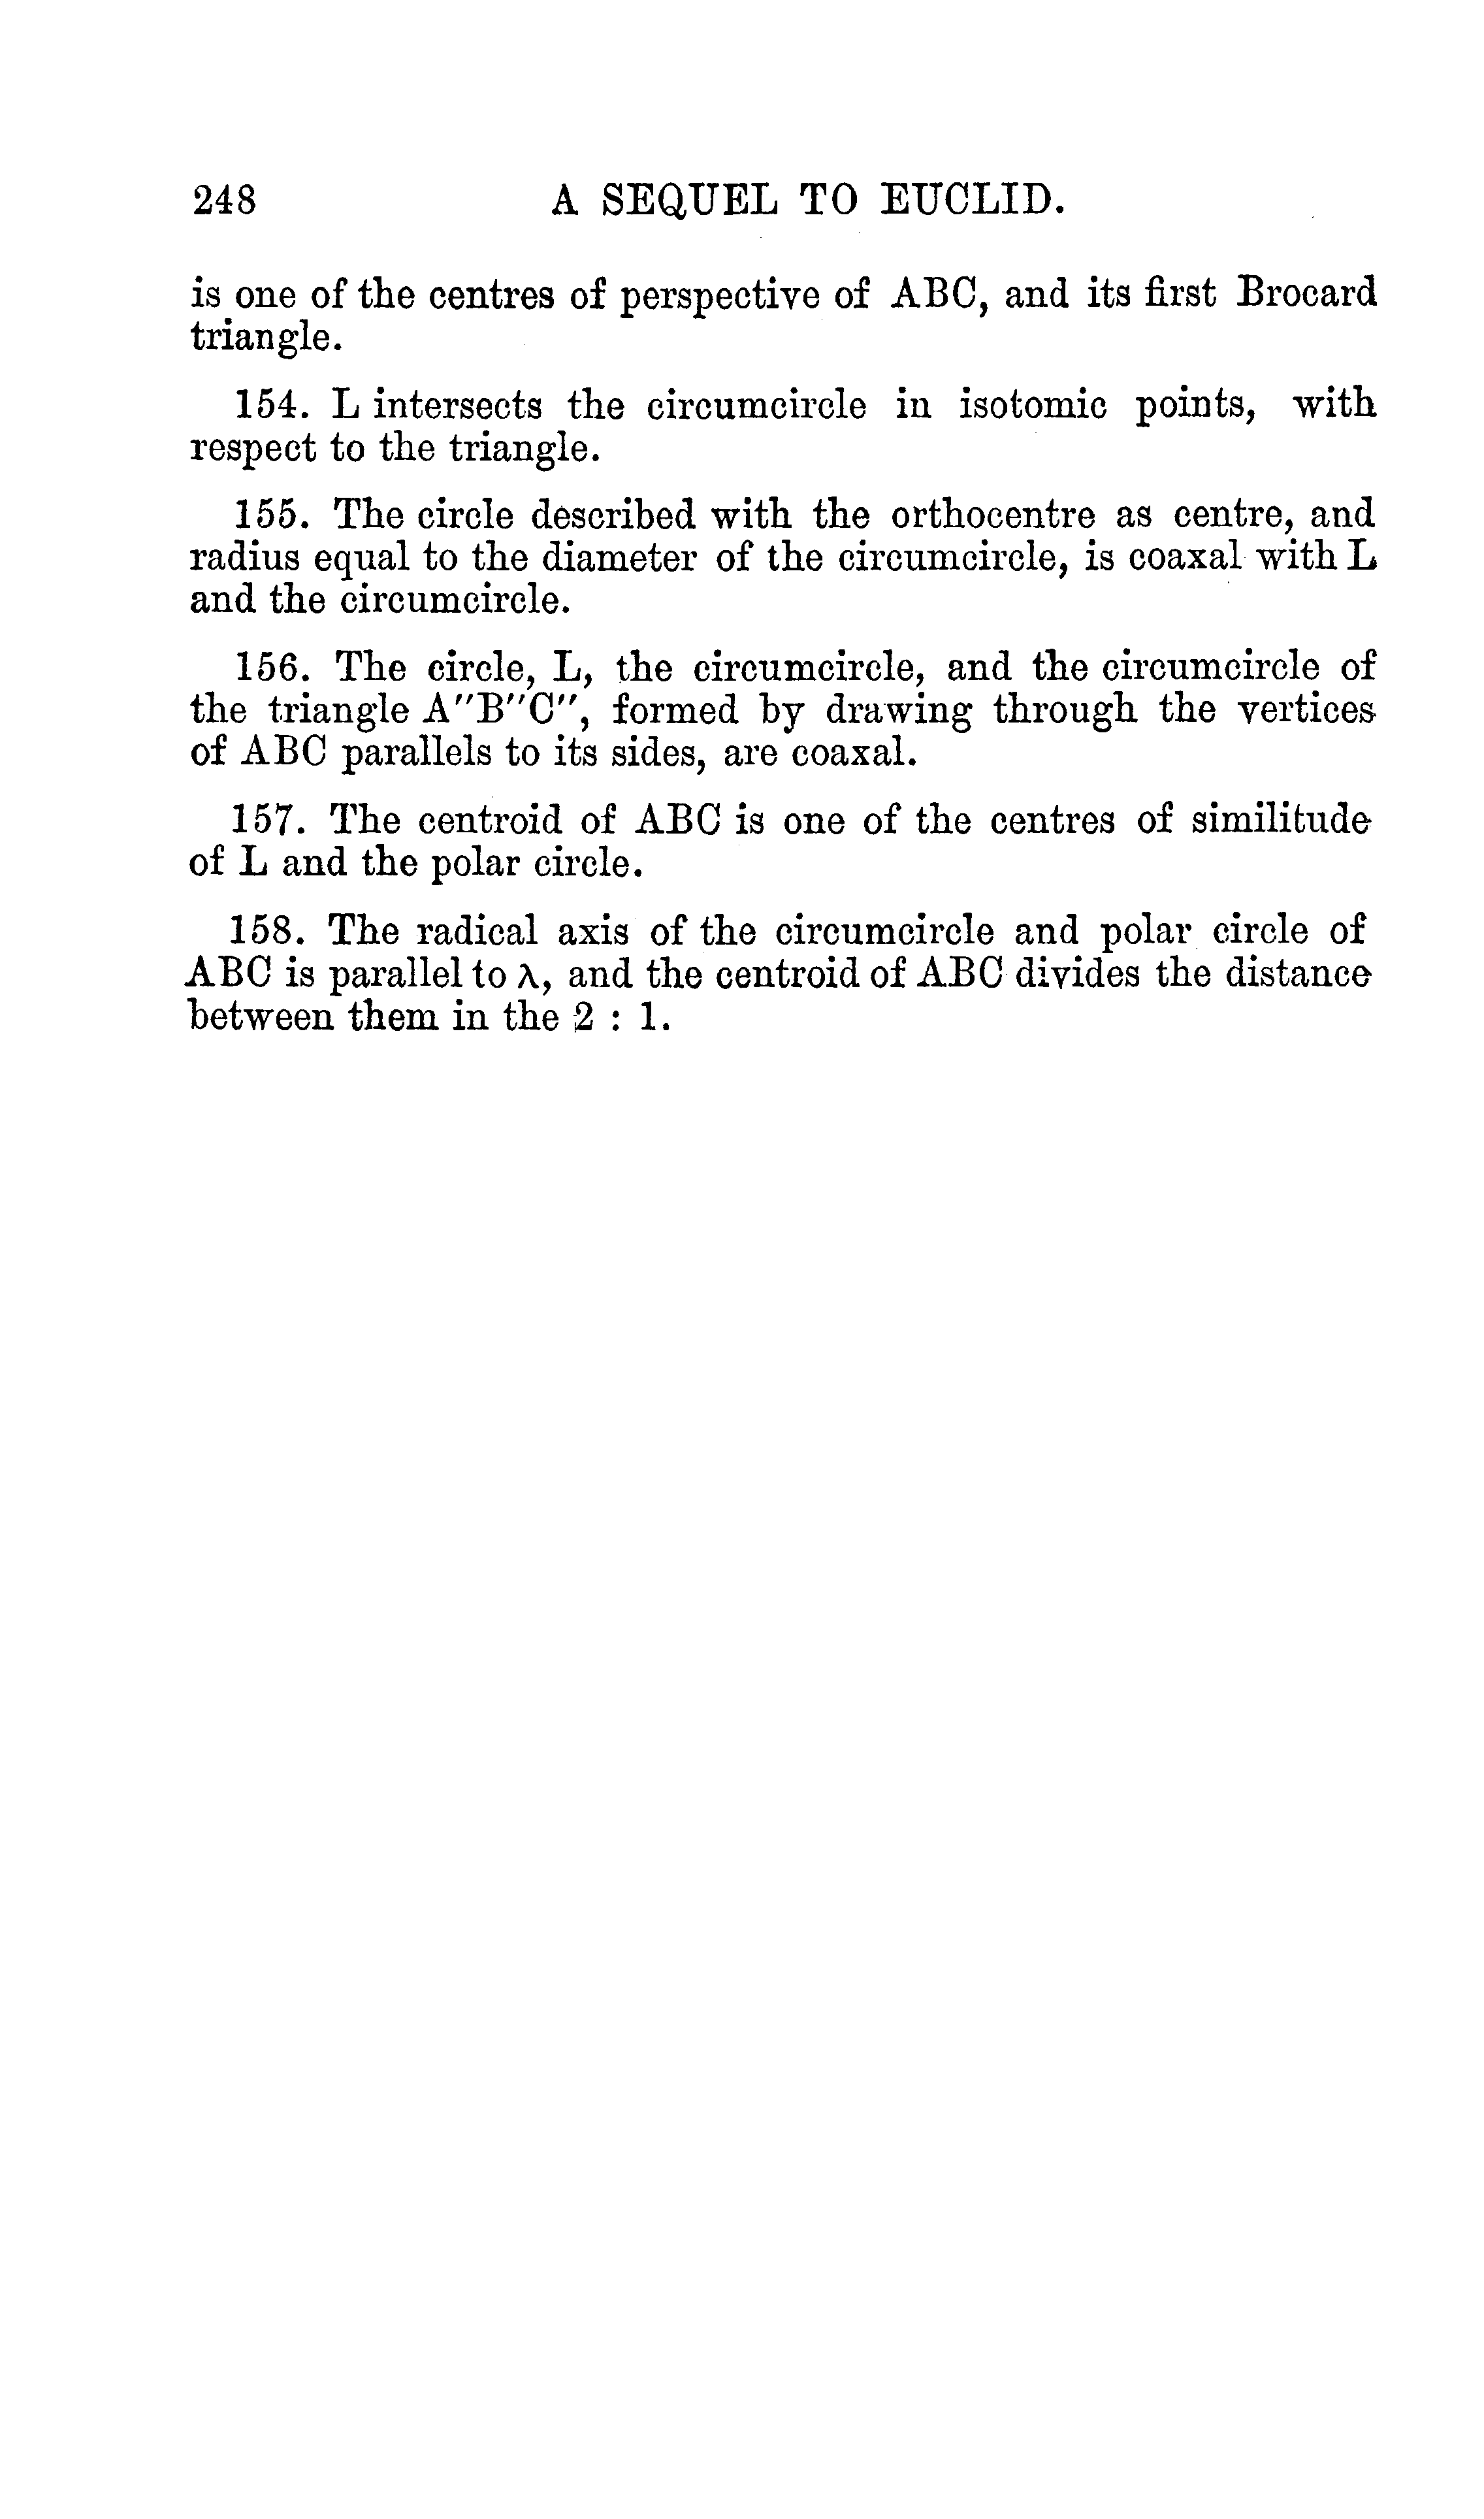 248 A SEQUEL TO EUCLID.
is one of the centres of perspective of ABC, and its first Brocard
triangle.
154. L intersects the circumcircle in isotomic points, with
respect to the triangle.
155. The circle described with the orthocentre as centre, and
radius equal to the diameter of the circumcircle, is coaxal with L
and the circumcircle.
156. The circle, L, the circumcircle, and the circumcircle of
the triangle A″B″C″, formed by drawing through the vertices
of ABC parallels to its sides, are coaxal.
157. The centroid of ABC is one of the centres of similitude
of L and the polar circle.
158. The radical axis of the circumcircle and polar circle of
ABC is parallel to λ, and the centroid of ABC divides the distance
between them in the 2 : 1.